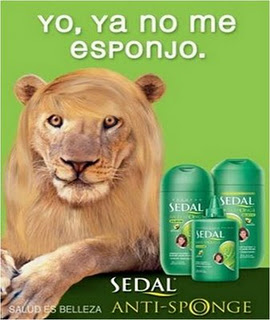 YO, YA NO ME
ESPONJO.
SEDAL
SEDAL
SEDAL
SEDAL
SALUD ES BELLEZA
ANTI-SPONGE